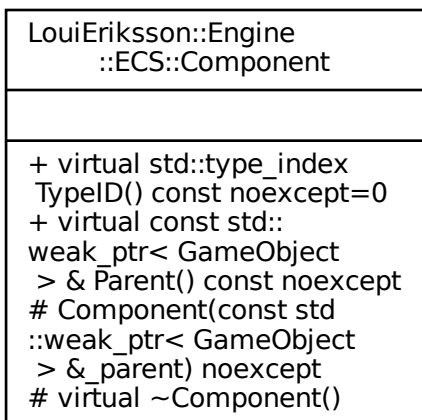 LouiEriksson::Engine
::ECS::Component
+ virtual std::type_index
TypeID() const noexcept=0
+ virtual const std::
weak_ptr< GameObject
> & Parent() const noexcept
# Component(const std
::weak_ptr< GameObject
> &_parent) noexcept
# virtual ~Component()